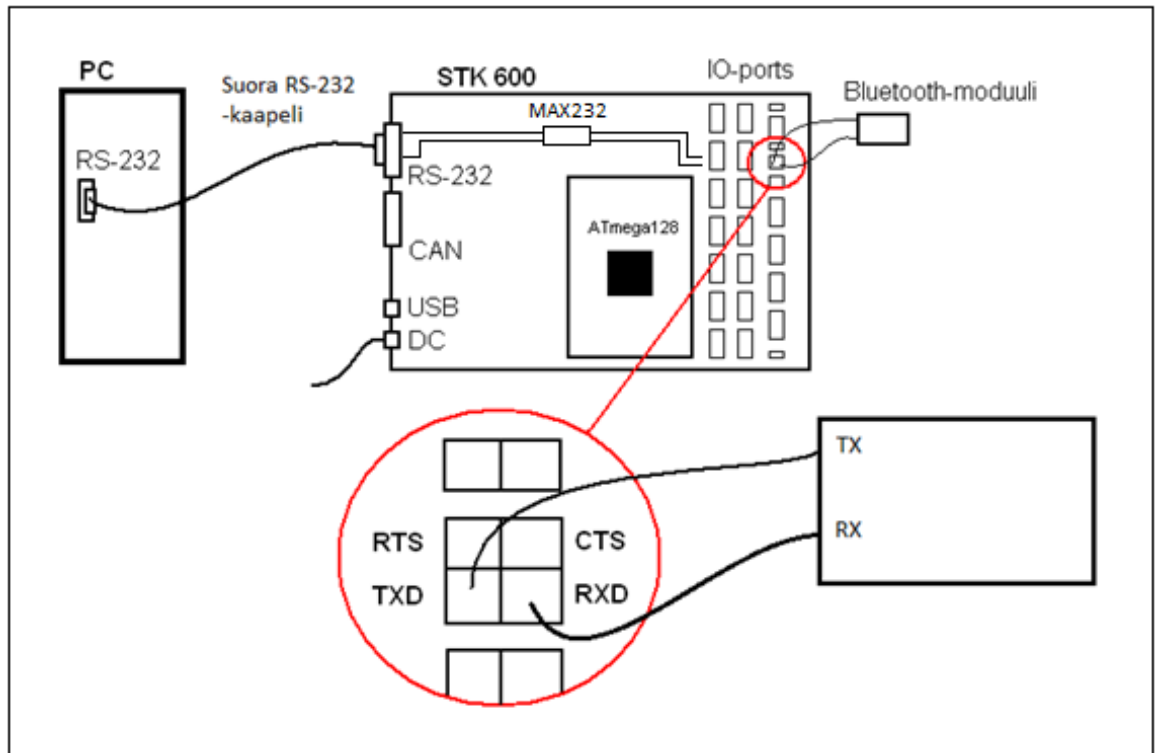 PC
Suora RS-232
-kaapeli
RS-232
STK 600
MAX232
IO-ports
Bluetooth-moduuli
RS-232
CAN
USB
DC
ATmega128
RTS
CTS
TXD
RXD
TX
RX